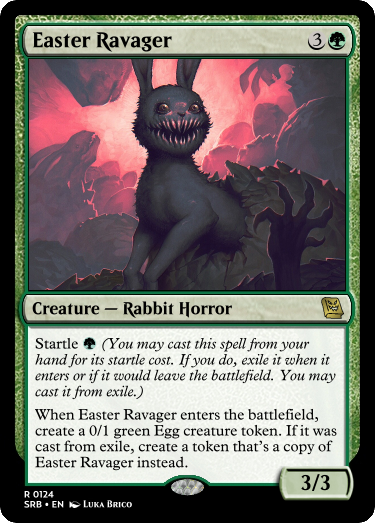 Easter Ravager 3
Creature — Rabbit Horror
Startle (You may cast this spell from your
hand for its startle cost. If you do, exile it when it
enters or if it would leave the battlefield. You may
cast it from exile.)
When Easter Ravager enters the battlefield,
create a 0/1 green Egg creature token. If it was
cast from exile, create a token that's a copy of
Easter Ravager instead.
3/3
R 0124
SRB • EN Luka Brico